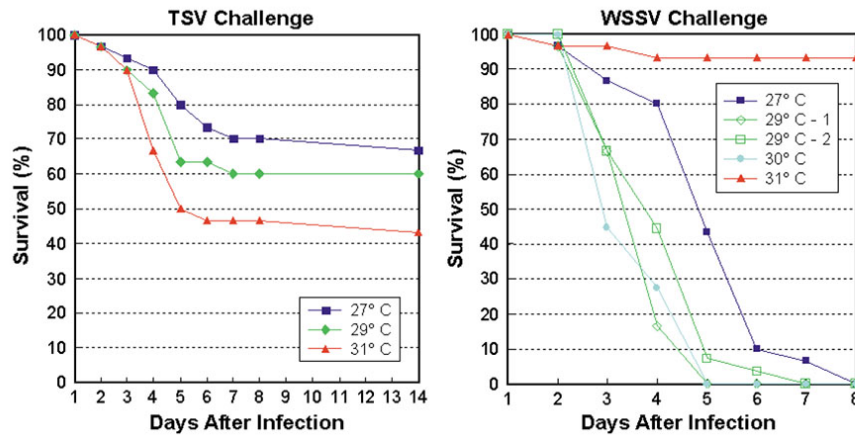 TSV Challenge
Survival (%)
100
90
80
70
60
50
40
30
20
10
0
27° C
29° C
31° C
1 2 3 4 5 6 7 8 9 10 11 12 13 14
Days After Infection
WSSV Challenge
Survival (%)
100
90
80
70
60
50
40
30
20
10
0
27° C
29° C - 1
29° C - 2
30° C
31° C
1 2 3 4 5 6 7 8
Days After Infection